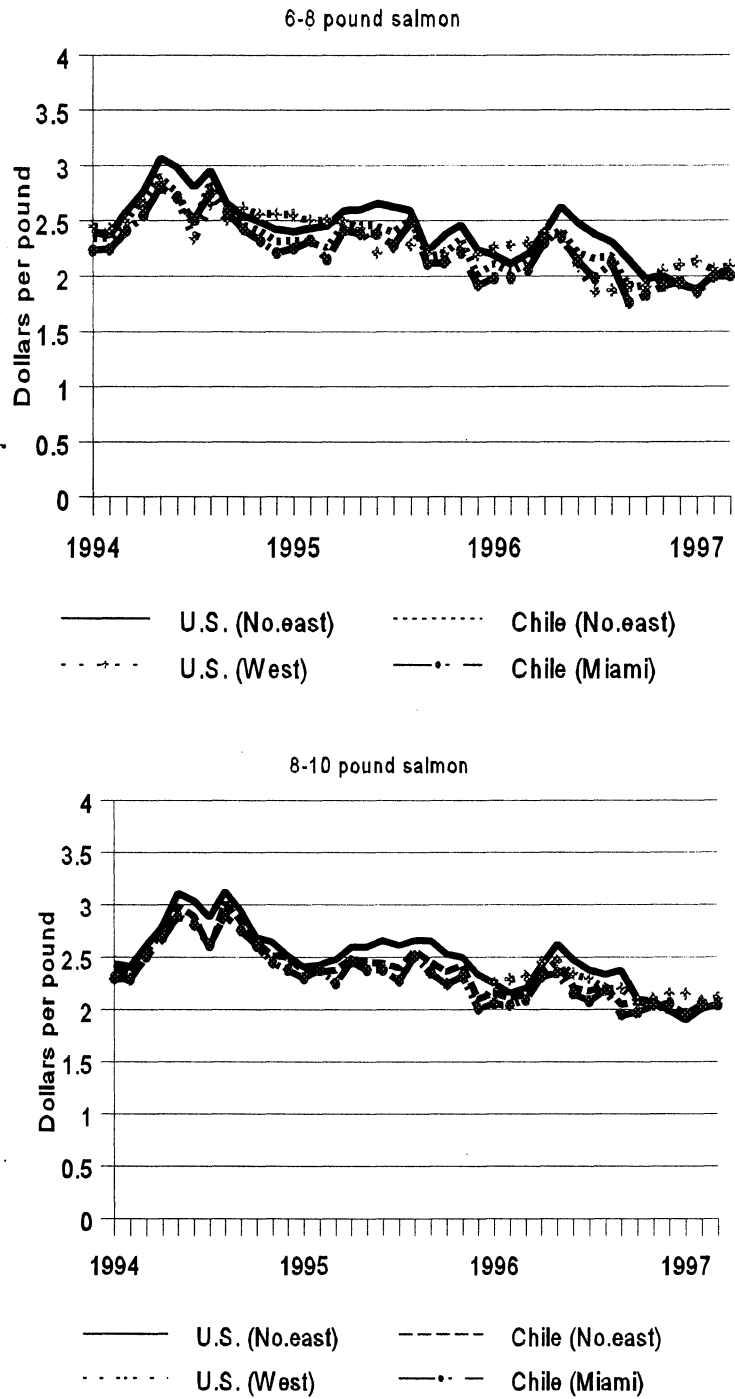 6-8 pound salmon
4
3.5
3
2.5
2
1.5
1
0.5
0
Dollars per pound
1994 1995 1996 1997
U.S. (No.east) Chile (No.east)
U.S. (West) Chile (Miami)
8-10 pound salmon
4
3.5
3
2.5
2
1.5
1
0.5
0
Dollars per pound
1994 1995 1996 1997
U.S. (No.east) Chile (No.east)
U.S. (West) Chile (Miami)